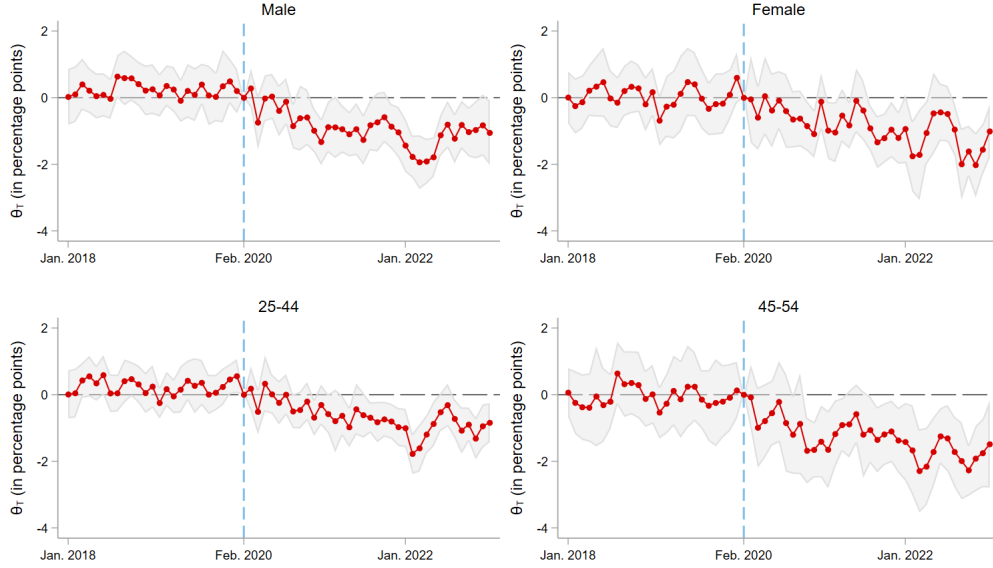 Male
θT (in percentage points)
2
0
-2
-4
Jan. 2018
Feb. 2020
Jan. 2022
Female
θT (in percentage points)
2
0
-2
-4
Jan. 2018
Feb. 2020
Jan. 2022
25-44
θT (in percentage points)
2
0
-2
-4
Jan. 2018
Feb. 2020
Jan. 2022
45-54
θT (in percentage points)
2
0
-2
-4
Jan. 2018
Feb. 2020
Jan. 2022